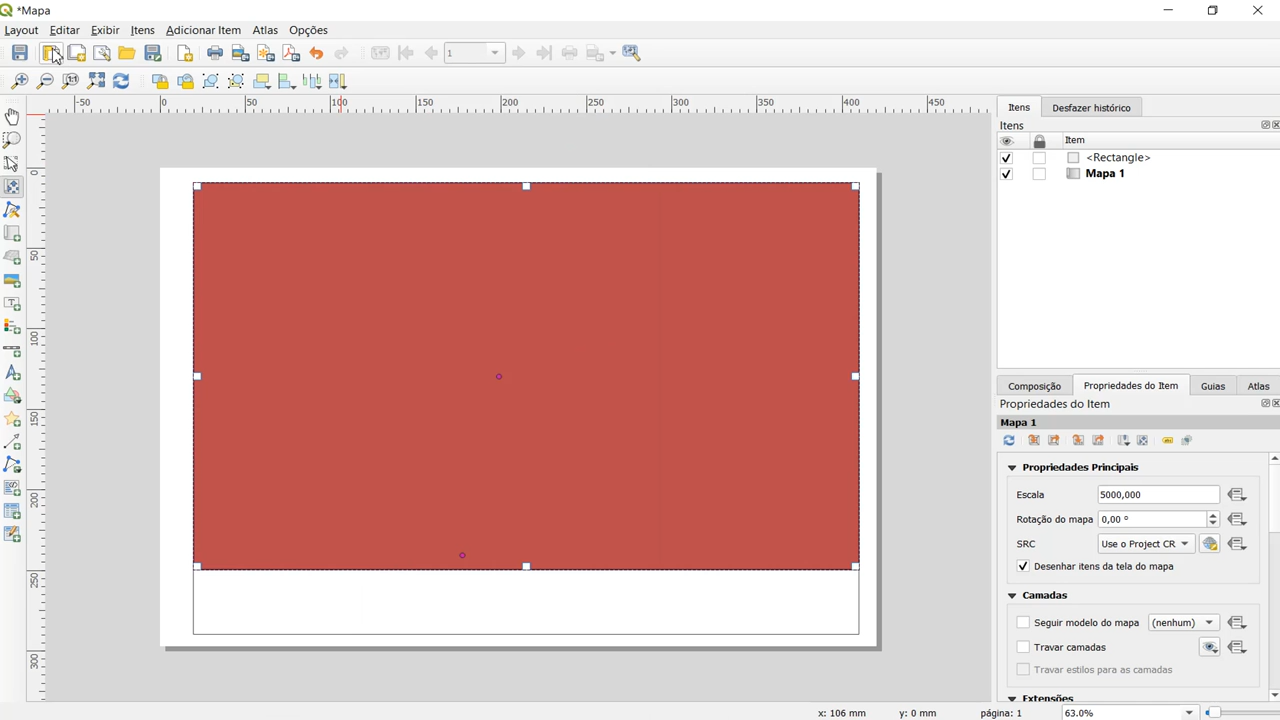 *Mapa
Layout Editar Exibir Itens Adicionar Item Atlas Opções
1
-50 0 50 100 150 200 250 300 350 400 450
0
50
100
150
200
250
300
Itens Desfazer histórico
Itens
Item
<Rectangle>
Mapa 1
Composição Propriedades do Item Guias Atlas
Propriedades do Item
Mapa 1
Propriedades Principais
Escala 5000,000
Rotação do mapa 0,00 °
SRC Use o Project CR
Desenhar itens da tela do mapa
Camadas
Seguir modelo do mapa (nenhum)
Travar camadas
Travar estilos para as camadas
Extensões
x: 106 mm y: 0 mm página: 1 63.0%